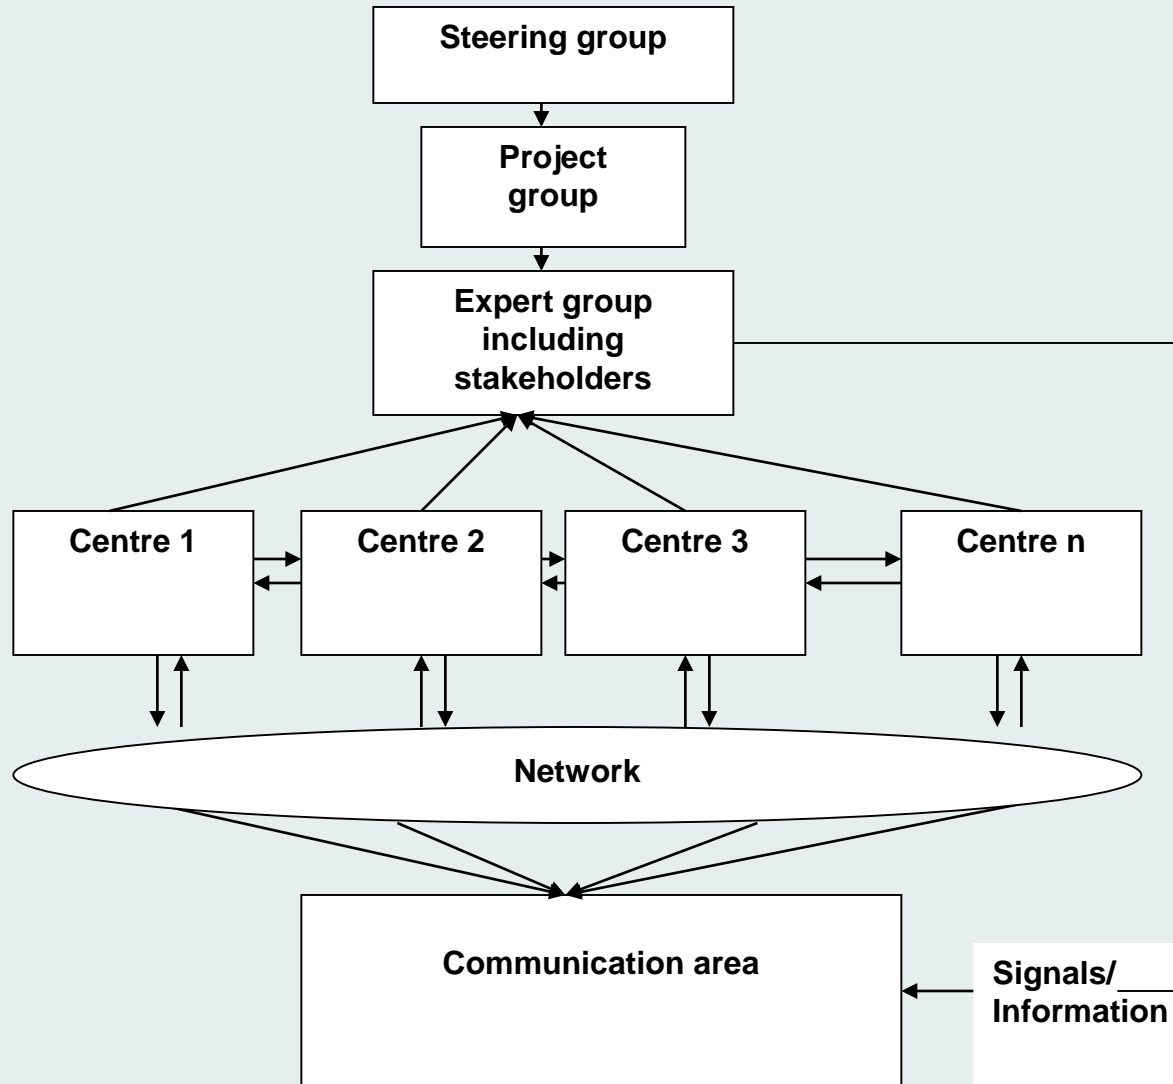 Steering group
Project
group
Expert group
including
stakeholders
Centre 1
Centre 2
Centre 3
Centre n
Network
Communication area
Signals/___
Information